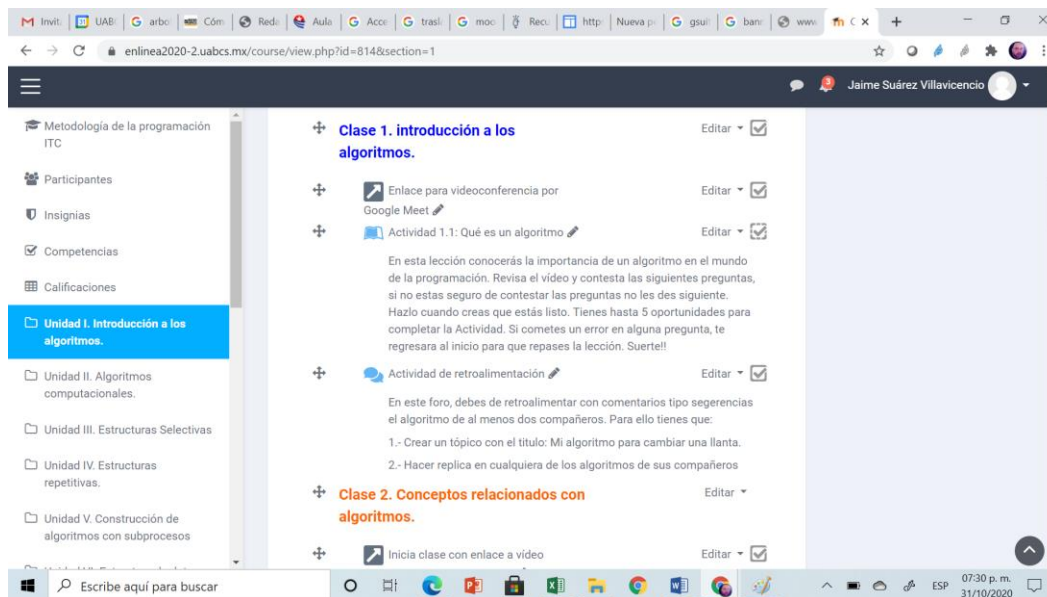 Invit
UAB
arbo
Cóm
Rede
Aula
Acce
trasla
moo
Recu
http
Nueva p
gsuit
bann
www
enlinea2020-2.uabcs.mx/course/view.php?id=814&section=1
3
Jaime Suárez Villavicencio
Metodología de la programación
ITC
Participantes
Insignias
Competencias
Calificaciones
Unidad I. Introducción a los
algoritmos.
Unidad II. Algoritmos
computacionales.
Unidad III. Estructuras Selectivas
Unidad IV. Estructuras
repetitivas.
Unidad V. Construcción de
algoritmos con subprocesos
Clase 1. introducción a los
algoritmos.
Editar
Enlace para videoconferencia por
Google Meet
Editar
Actividad 1.1: Qué es un algoritmo
Editar
En esta lección conocerás la importancia de un algoritmo en el mundo
de la programación. Revisa el vídeo y contesta las siguientes preguntas,
si no estas seguro de contestar las preguntas no les des siguiente.
Hazlo cuando creas que estás listo. Tienes hasta 5 oportunidades para
completar la Actividad. Si cometes un error en alguna pregunta, te
regresara al inicio para que repases la lección. Suerte!!
Actividad de retroalimentación
Editar
En este foro, debes de retroalimentar con comentarios tipo segerencias
el algoritmo de al menos dos compañeros. Para ello tienes que:
1.- Crear un tópico con el titulo: Mi algoritmo para cambiar una llanta.
2.- Hacer replica en cualquiera de los algoritmos de sus compañeros
Clase 2. Conceptos relacionados con
algoritmos.
Editar
Inicia clase con enlace a vídeo
Editar
Escribe aquí para buscar
ESP
07:30 p. m.
31/10/2020